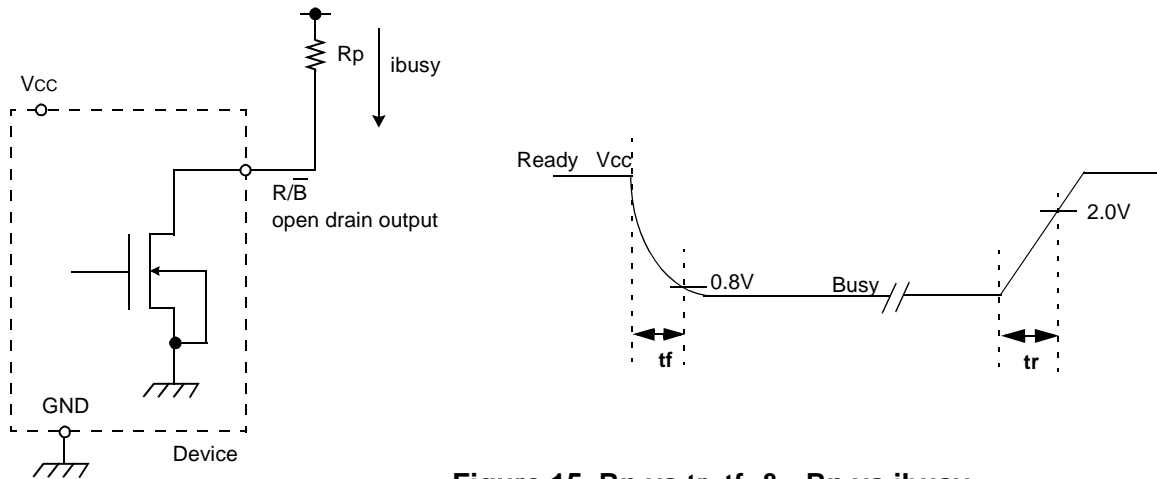 Rp
ibusy
VCC
Ready Vcc
R/B̅
open drain output
2.0V
0.8V
Busy
tf
tr
GND
Device